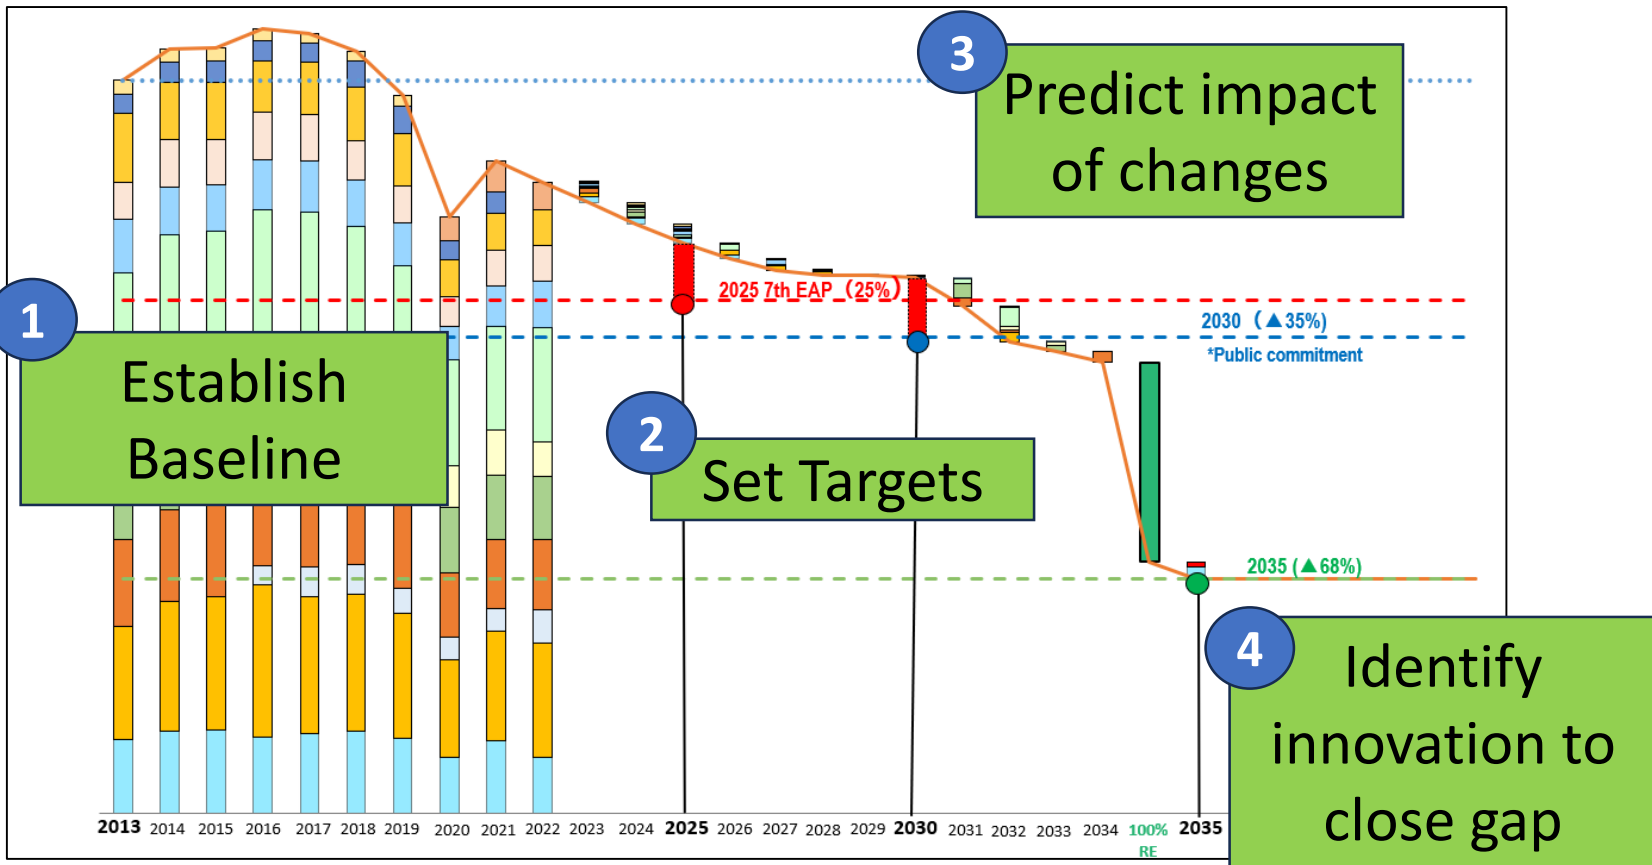 3
Predict impact
of changes
1
Establish
Baseline
2025 7th EAP (25%)
2030 (▲35%)
*Public commitment
2
Set Targets
2035 (▲68%)
4
Identify
innovation to
close gap
2013 2014 2015 2016 2017 2018 2019 2020 2021 2022 2023 2024 2025 2026 2027 2028 2029 2030 2031 2032 2033 2034 100% 2035
RE